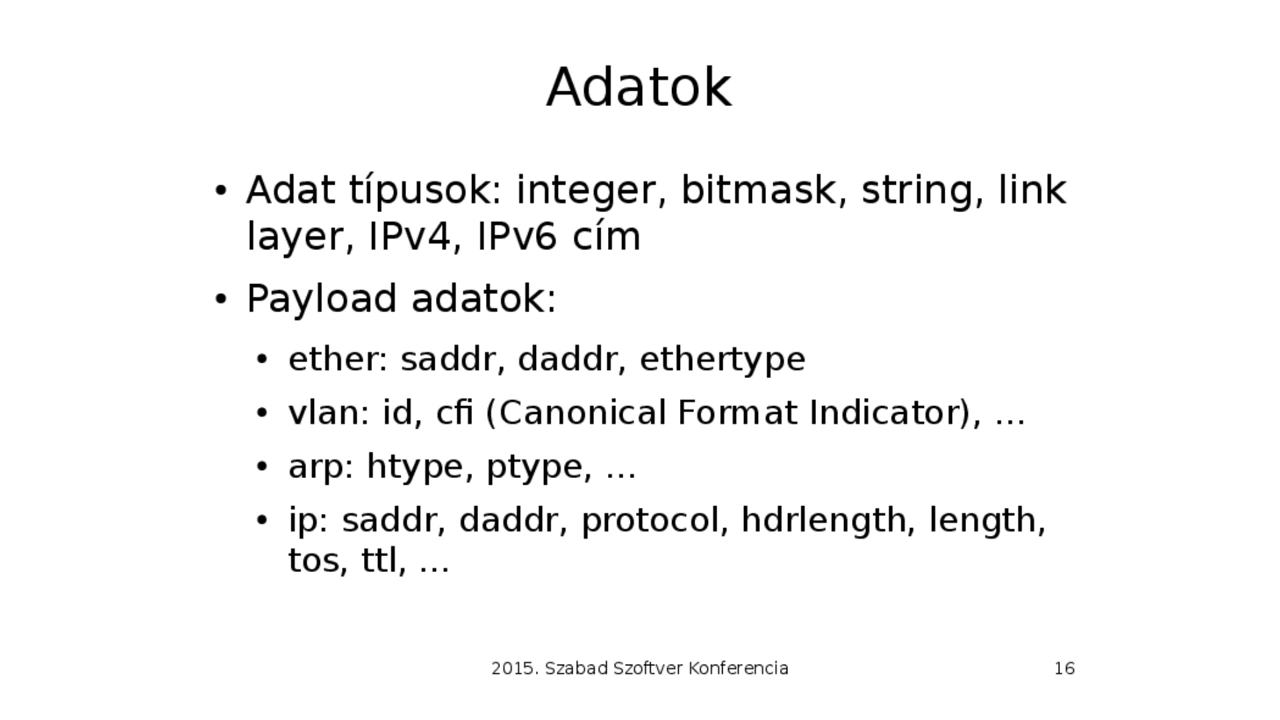 Adatok
• Adat típusok: integer, bitmask, string, link
layer, IPv4, IPv6 cím
• Payload adatok:
• ether: saddr, daddr, ethertype
• vlan: id, cfi (Canonical Format Indicator), ...
• arp: htype, ptype, ...
• ip: saddr, daddr, protocol, hdrlength, length,
tos, ttl, ...
2015. Szabad Szoftver Konferencia
16